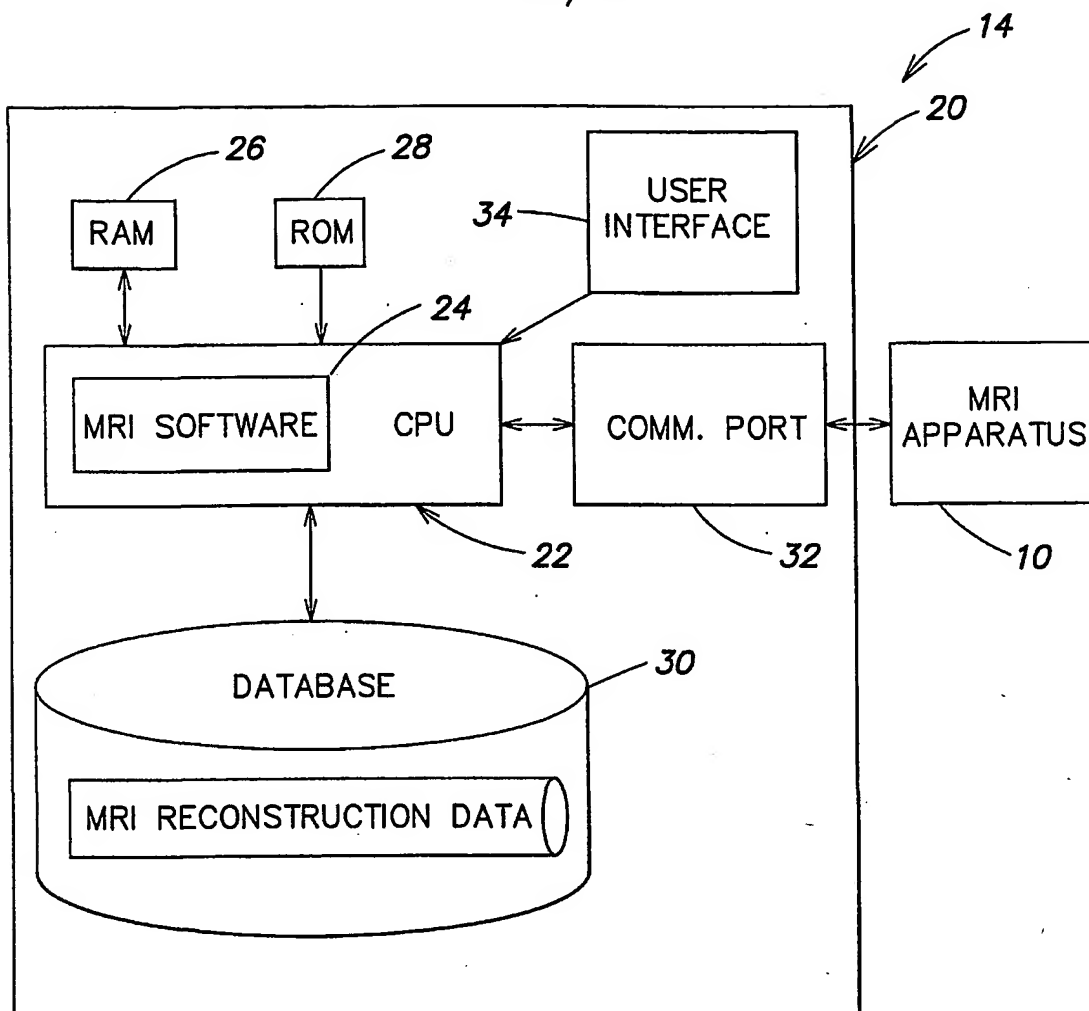 14
20
26
28
RAM
ROM
34
USER
INTERFACE
24
MRI SOFTWARE
CPU
COMM. PORT
MRI
APPARATUS
22
32
10
DATABASE
30
MRI RECONSTRUCTION DATA